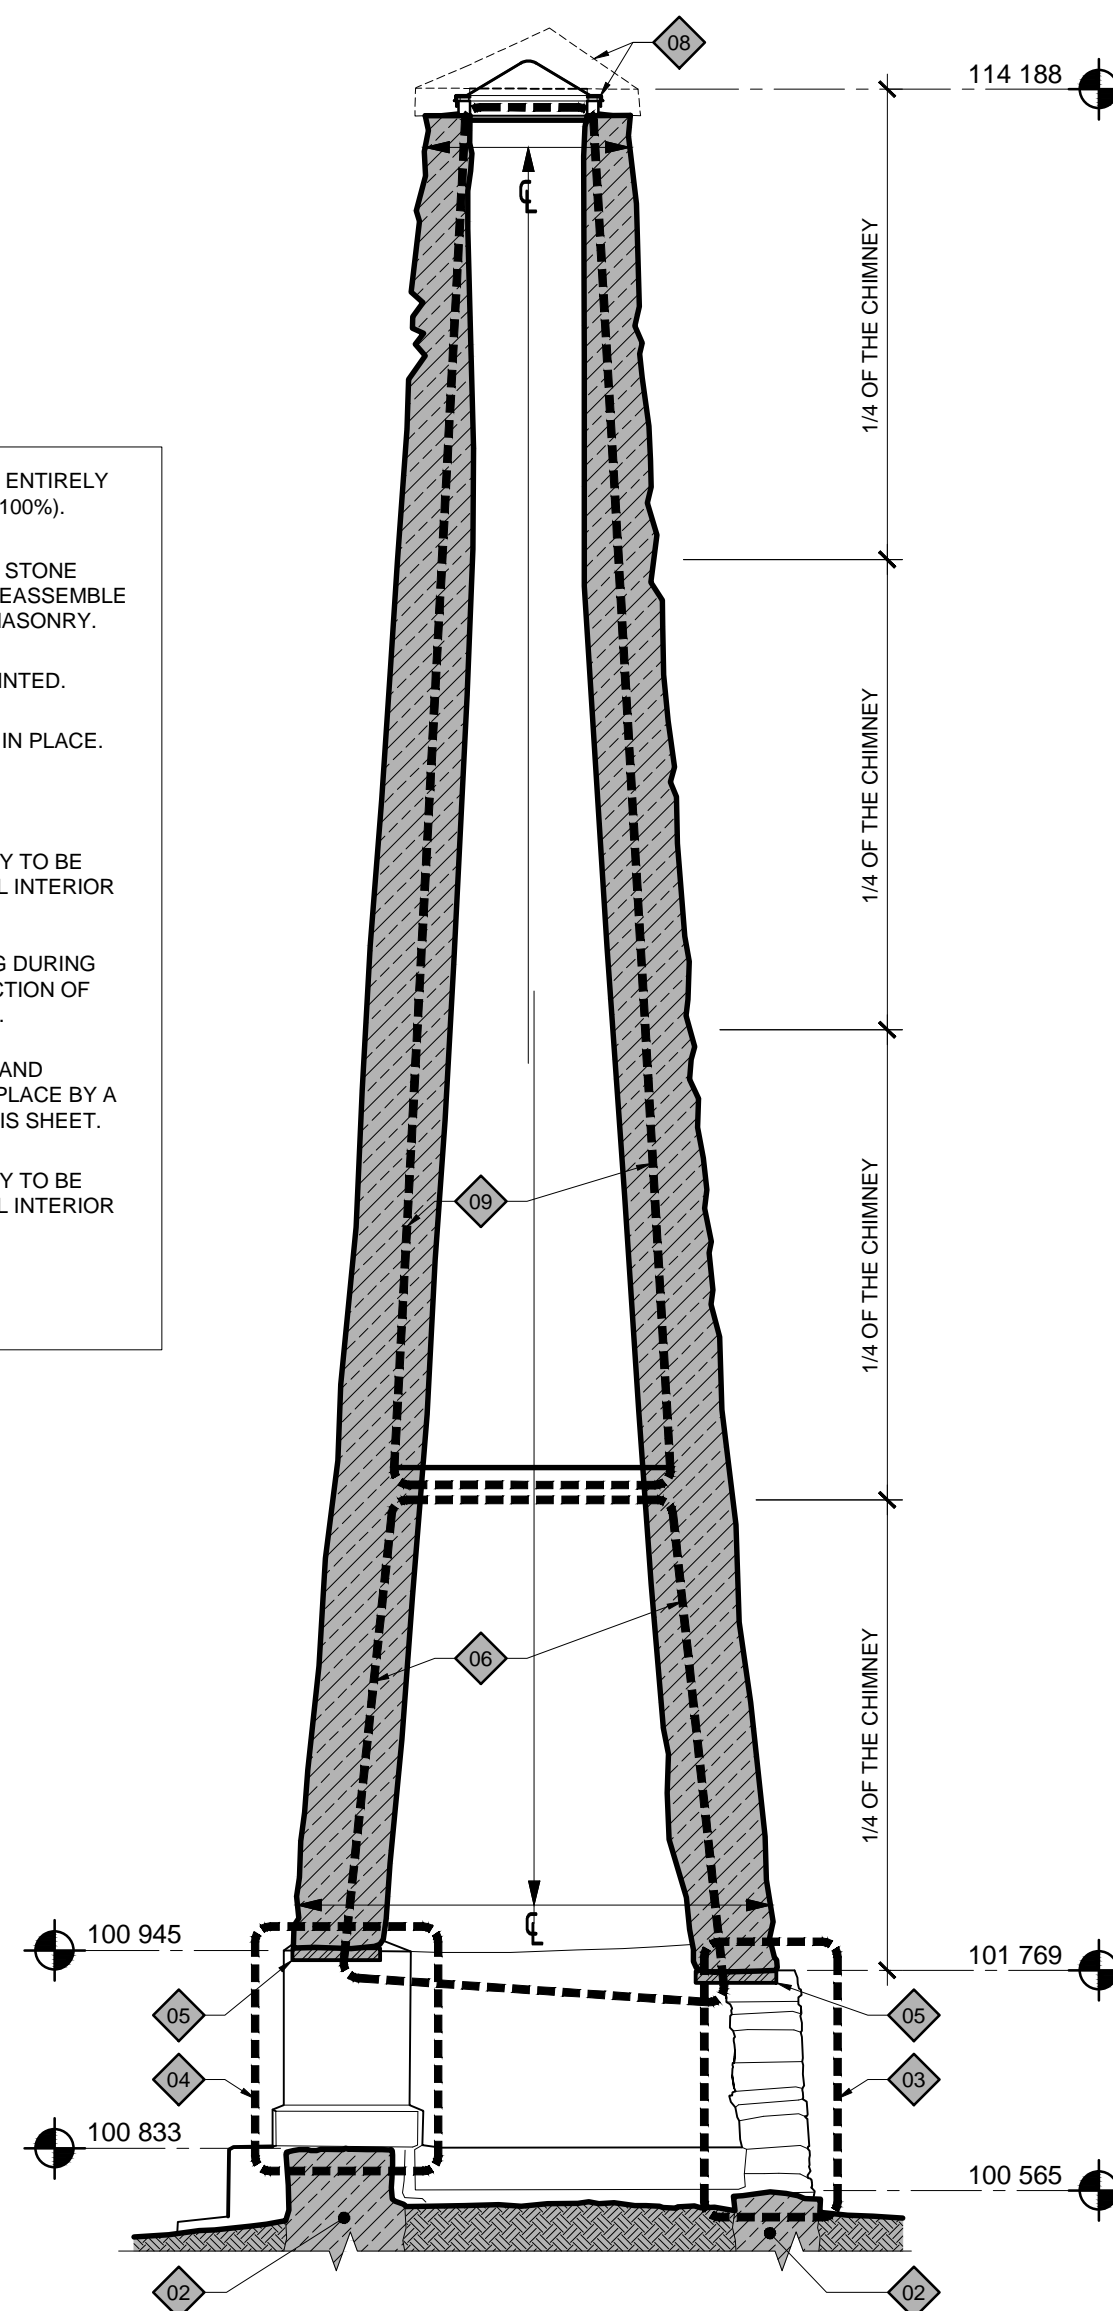 08
114 188
1/4 OF THE CHIMNEY
ENTIRELY
100%).
STONE
EASSEMBLE
MASONRY.
INTED.
IN PLACE.
1/4 OF THE CHIMNEY
Y TO BE
L INTERIOR
G DURING
CTION OF
AND
PLACE BY A
IS SHEET.
Y TO BE
L INTERIOR
09
1/4 OF THE CHIMNEY
06
1/4 OF THE CHIMNEY
100 945
101 769
05
05
04
03
100 833
100 565
02
02